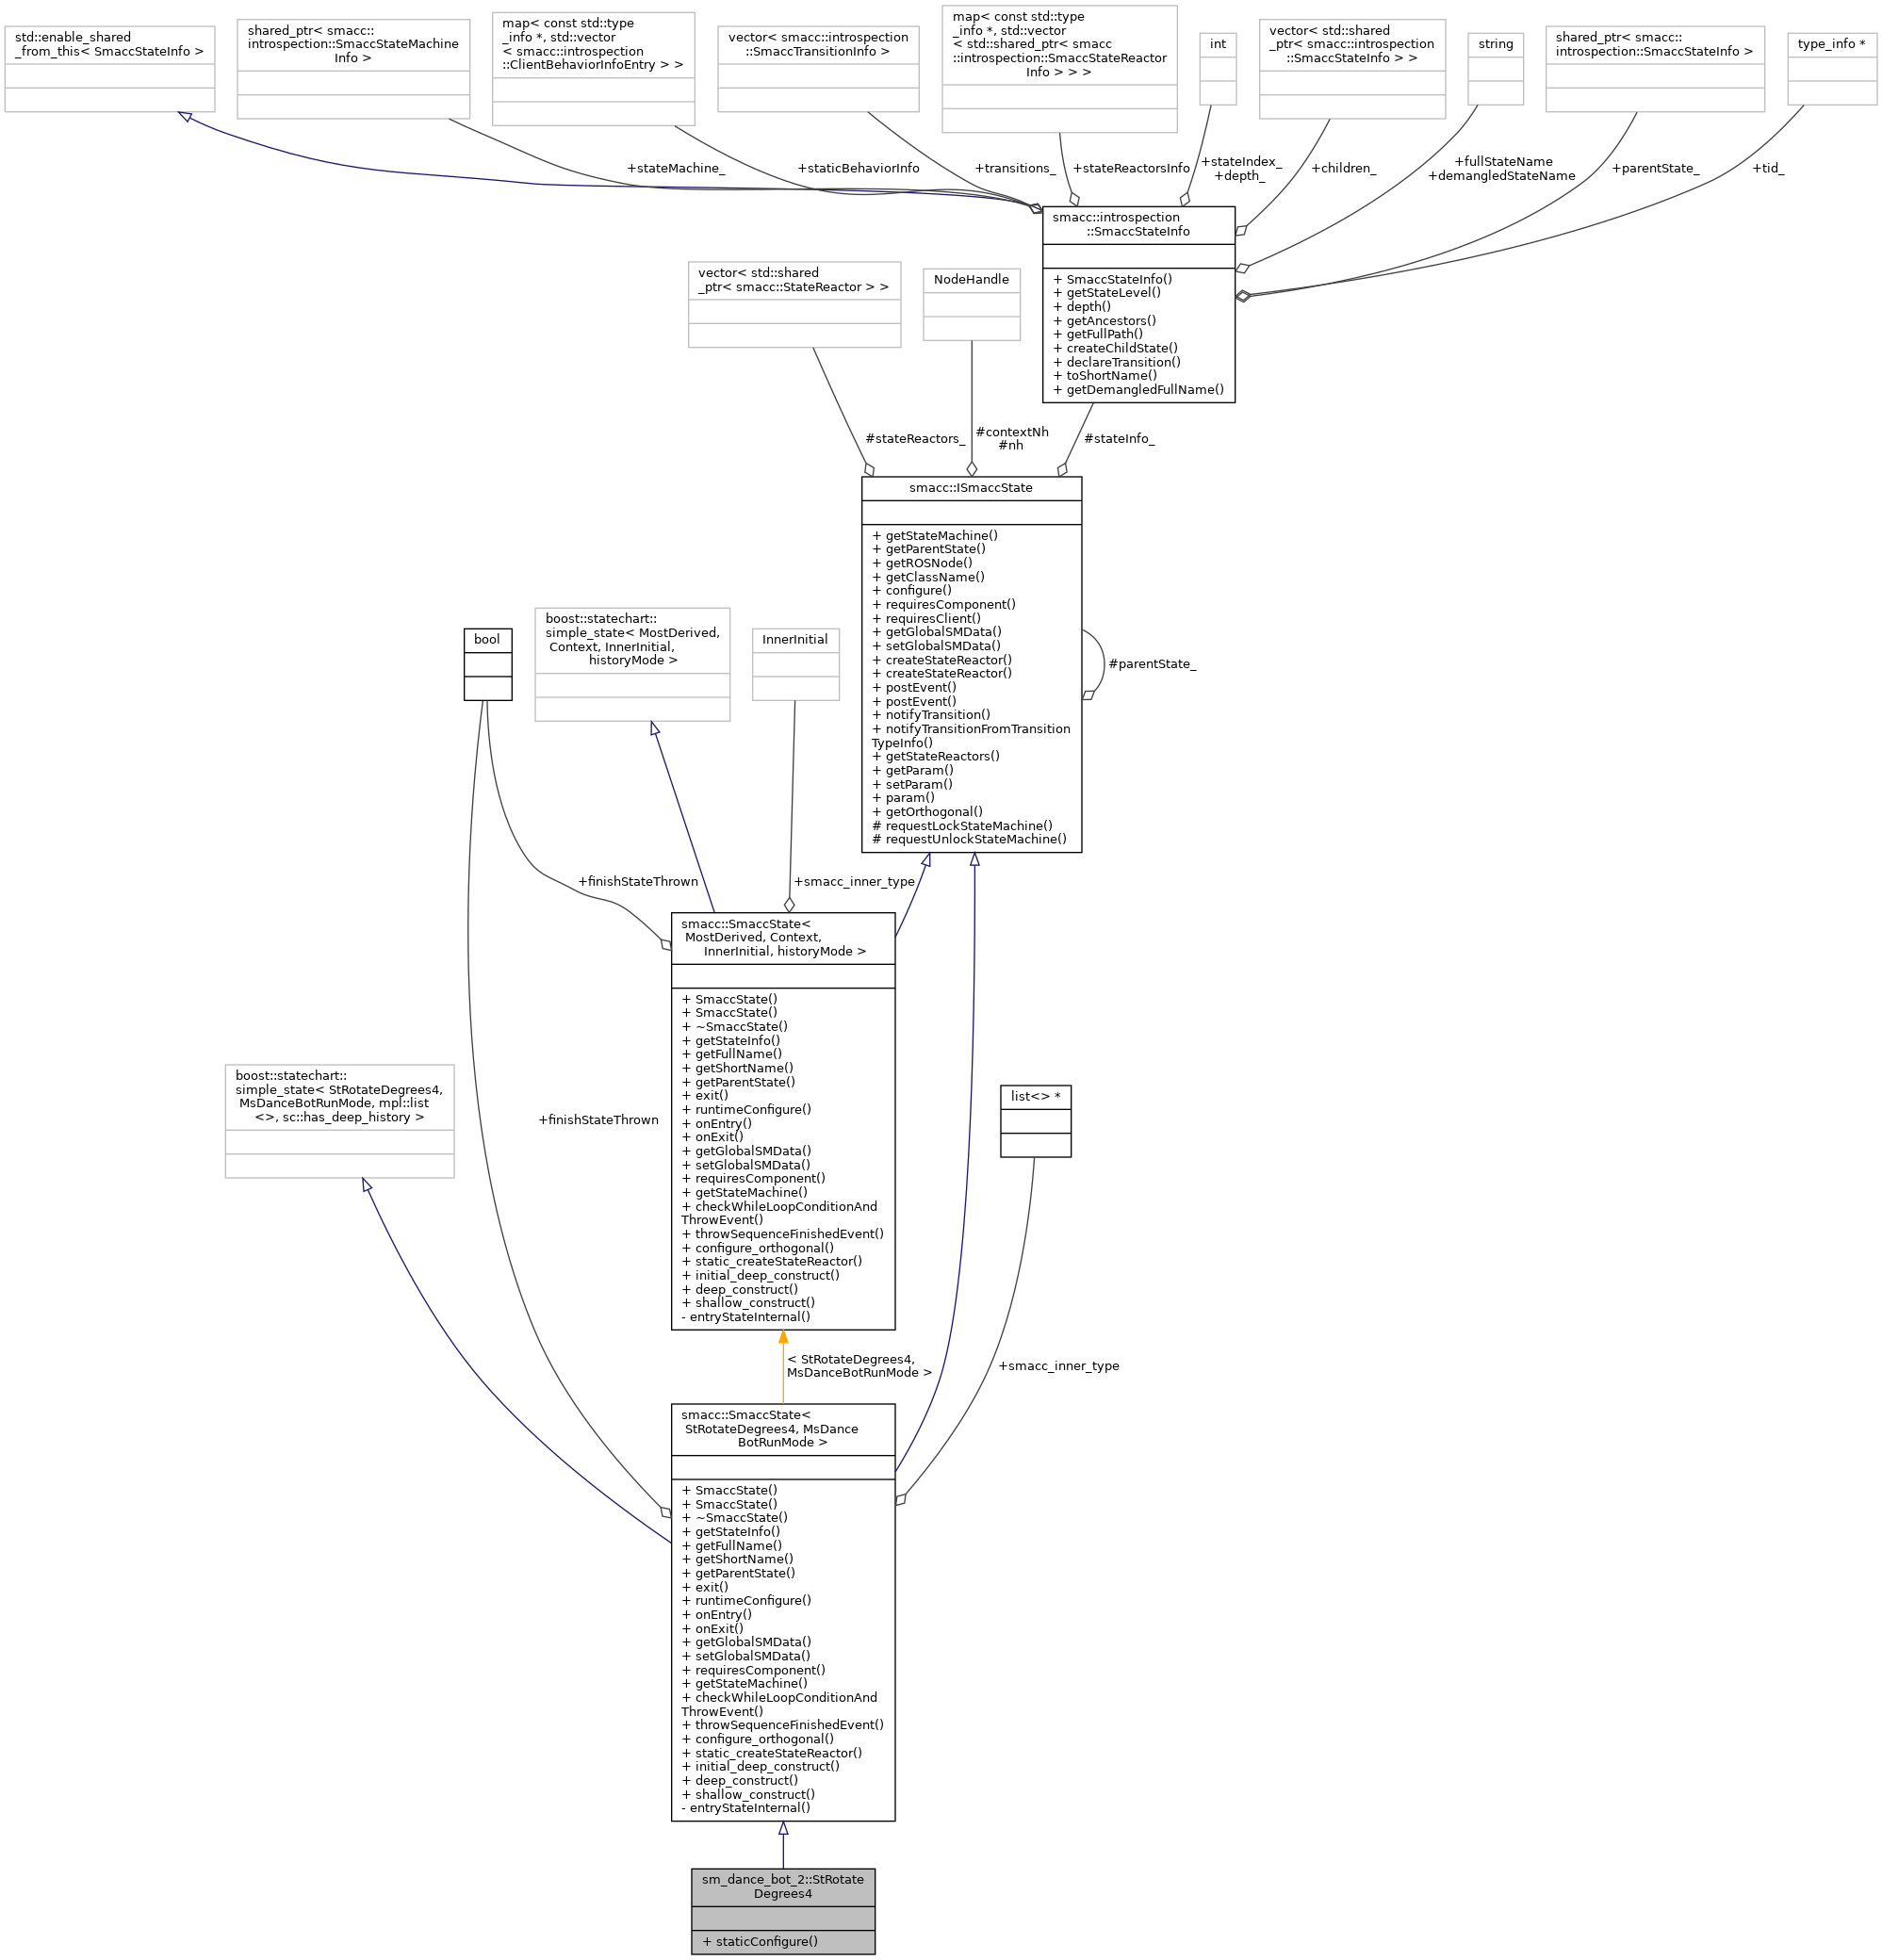 std::enable_shared
_from_this< SmaccStateInfo >
shared_ptr< smacc::
introspection::SmaccStateMachine
Info >
map< const std::type
_info *, std::vector
< smacc::introspection
::ClientBehaviorInfoEntry > >
vector< smacc::introspection
::SmaccTransitionInfo >
map< const std::type
_info *, std::vector
< std::shared_ptr< smacc
::introspection::SmaccStateReactor
Info > > >
int
vector< std::shared
_ptr< smacc::introspection
::SmaccStateInfo > >
string
shared_ptr< smacc::
introspection::SmaccStateInfo >
type_info *
+stateMachine_
+staticBehaviorInfo
+transitions_
+stateReactorsInfo
+stateIndex_
+depth_
+children_
+fullStateName
+demangledStateName
+parentState_
+tid_
smacc::introspection
::SmaccStateInfo
+ SmaccStateInfo()
+ getStateLevel()
+ depth()
+ getAncestors()
+ getFullPath()
+ createChildState()
+ declareTransition()
+ toShortName()
+ getDemangledFullName()
vector< std::shared
_ptr< smacc::StateReactor > >
NodeHandle
#stateReactors_
#contextNh
#nh
#stateInfo_
smacc::ISmaccState
+ getStateMachine()
+ getParentState()
+ getROSNode()
+ getClassName()
+ configure()
+ requiresComponent()
+ requiresClient()
+ getGlobalSMData()
+ setGlobalSMData()
+ createStateReactor()
+ createStateReactor()
+ postEvent()
+ postEvent()
+ notifyTransition()
+ notifyTransitionFromTransition
TypeInfo()
+ getStateReactors()
+ getParam()
+ setParam()
+ param()
+ getOrthogonal()
# requestLockStateMachine()
# requestUnlockStateMachine()
#parentState_
bool
boost::statechart::
simple_state< MostDerived,
Context, InnerInitial,
historyMode >
InnerInitial
+finishStateThrown
+smacc_inner_type
smacc::SmaccState<
MostDerived, Context,
InnerInitial, historyMode >
+ SmaccState()
+ SmaccState()
+ ~SmaccState()
+ getStateInfo()
+ getFullName()
+ getShortName()
+ getParentState()
+ exit()
+ runtimeConfigure()
+ onEntry()
+ onExit()
+ getGlobalSMData()
+ setGlobalSMData()
+ requiresComponent()
+ getStateMachine()
+ checkWhileLoopConditionAnd
ThrowEvent()
+ throwSequenceFinishedEvent()
+ configure_orthogonal()
+ static_createStateReactor()
+ initial_deep_construct()
+ deep_construct()
+ shallow_construct()
- entryStateInternal()
boost::statechart::
simple_state< StRotateDegrees4,
MsDanceBotRunMode, mpl::list
<>, sc::has_deep_history >
+finishStateThrown
list<> *
< StRotateDegrees4,
MsDanceBotRunMode >
+smacc_inner_type
smacc::SmaccState<
StRotateDegrees4, MsDance
BotRunMode >
+ SmaccState()
+ SmaccState()
+ ~SmaccState()
+ getStateInfo()
+ getFullName()
+ getShortName()
+ getParentState()
+ exit()
+ runtimeConfigure()
+ onEntry()
+ onExit()
+ getGlobalSMData()
+ setGlobalSMData()
+ requiresComponent()
+ getStateMachine()
+ checkWhileLoopConditionAnd
ThrowEvent()
+ throwSequenceFinishedEvent()
+ configure_orthogonal()
+ static_createStateReactor()
+ initial_deep_construct()
+ deep_construct()
+ shallow_construct()
- entryStateInternal()
sm_dance_bot_2::StRotate
Degrees4
+ staticConfigure()